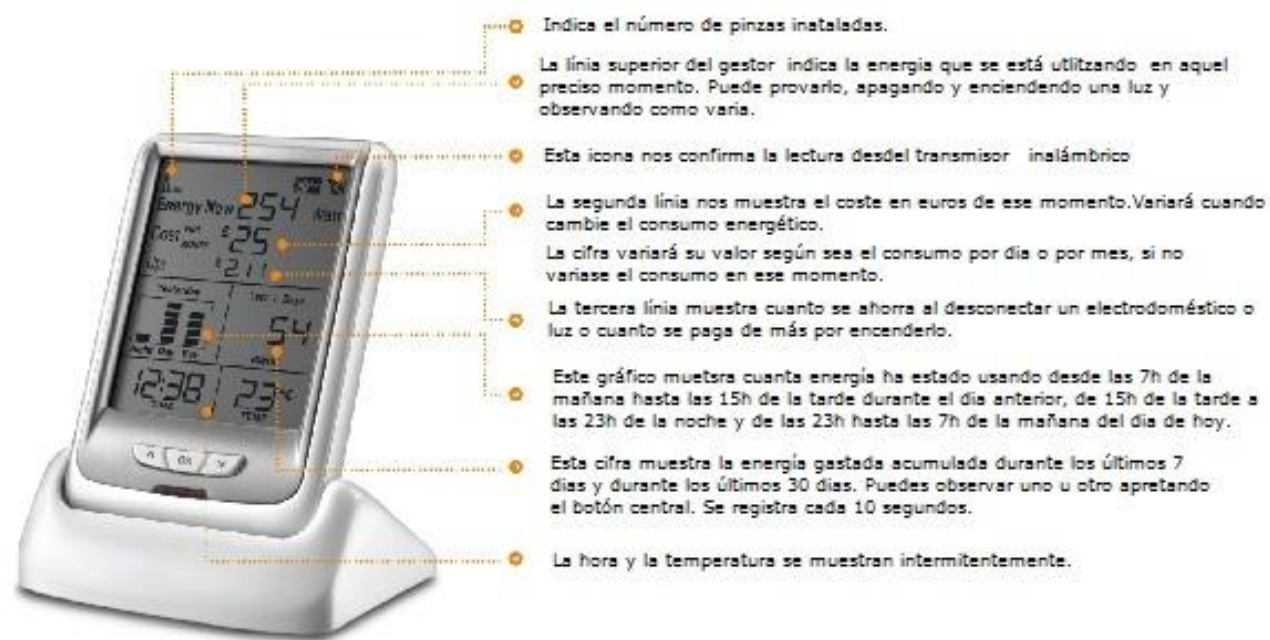 Indica el número de pinzas inataladas.
La línia superior del gestor indica la energia que se está utlitzando en aquel
preciso momento. Puede provarlo, apagando y enciendendo una luz y
observando como varia.
Esta icona nos confirma la lectura desdel transmisor inalámbrico
La segunda línia nos muestra el coste en euros de ese momento.Variará cuando
cambie el consumo energético.
La cifra variará su valor según sea el consumo por dia o por mes, si no
variase el consumo en ese momento.
La tercera línia muestra cuanto se ahorra al desconectar un electrodoméstico o
luz o cuanto se paga de más por encenderlo.
Este gráfico muetsra cuanta energía ha estado usando desde las 7h de la
mañana hasta las 15h de la tarde durante el dia anterior, de 15h de la tarde a
las 23h de la noche y de las 23h hasta las 7h de la mañana del dia de hoy.
Esta cifra muestra la energía gastada acumulada durante los últimos 7
dias y durante los últimos 30 dias. Puedes observar uno u otro apretando
el botón central. Se registra cada 10 segundos.
La hora y la temperatura se muestran intermitentemente.
Energy Now 254
Cost 25
211
Yesterday
54
12:38 23 °C
TIME TEMP
OK